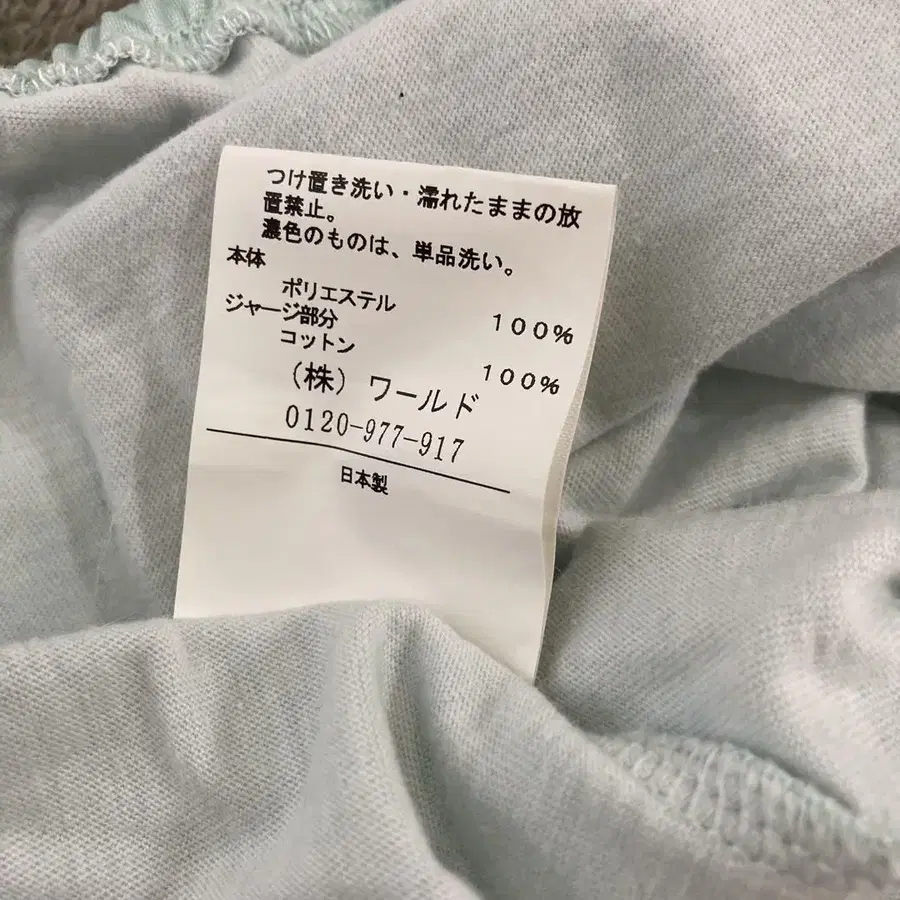 つけ置き洗い・濡れたままの放
置禁止。
濃色のものは、単品洗い。
本体
ポリエステル １００％
ジャージ部分
コットン １００％
（株）ワールド
0120-977-917
日本製